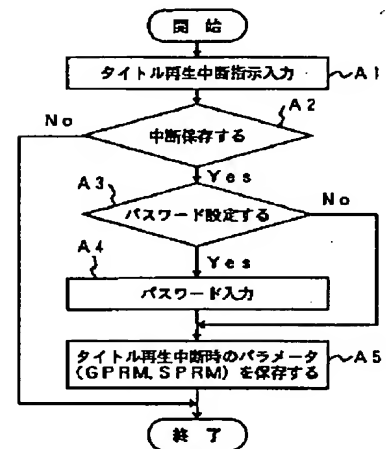 開始
タイトル再生中断指示入力
A1
A2
No
中断保存する
A3
Yes
No
パスワード設定する
A4
Yes
パスワード入力
タイトル再生中断時のパラメータ
(GPRM, SPRM) を保存する
A5
終了